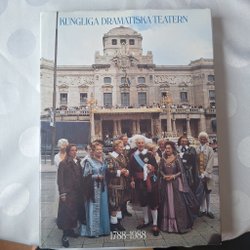 KUNGLIGA DRAMATISKA TEATERN
1788-1988